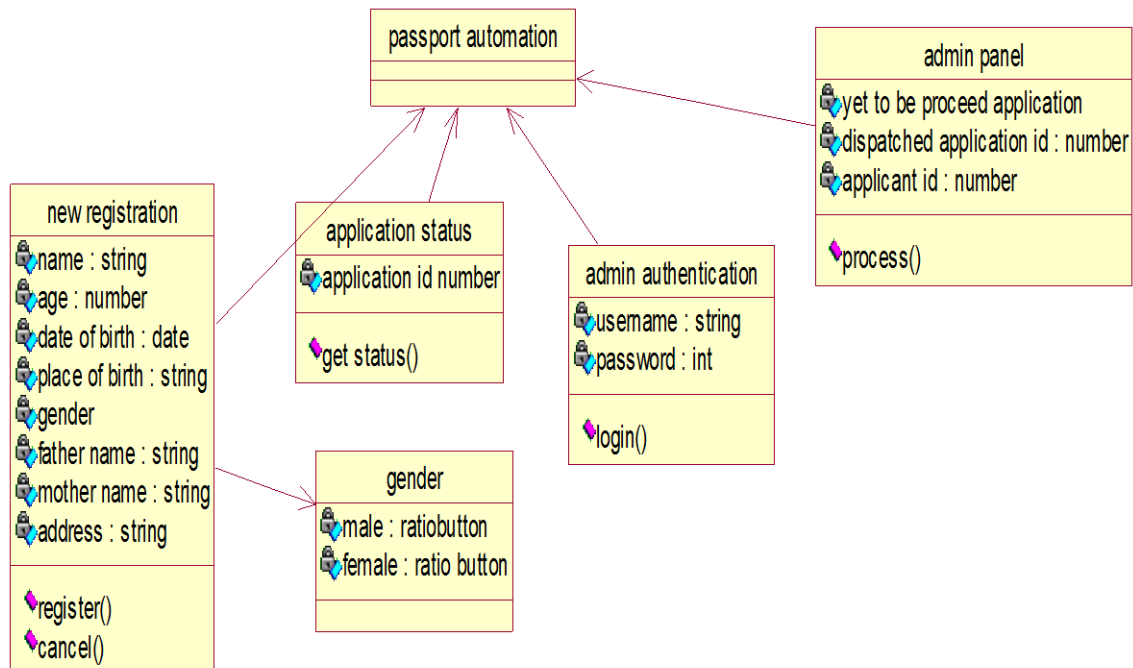 passport automation
admin panel
yet to be proceed application
dispatched application id : number
applicant id : number
process()
new registration
name : string
age : number
date of birth : date
place of birth : string
gender
father name : string
mother name : string
address : string
register()
cancel()
application status
application id number
get status()
admin authentication
username : string
password : int
login()
gender
male : ratiobutton
female : ratio button